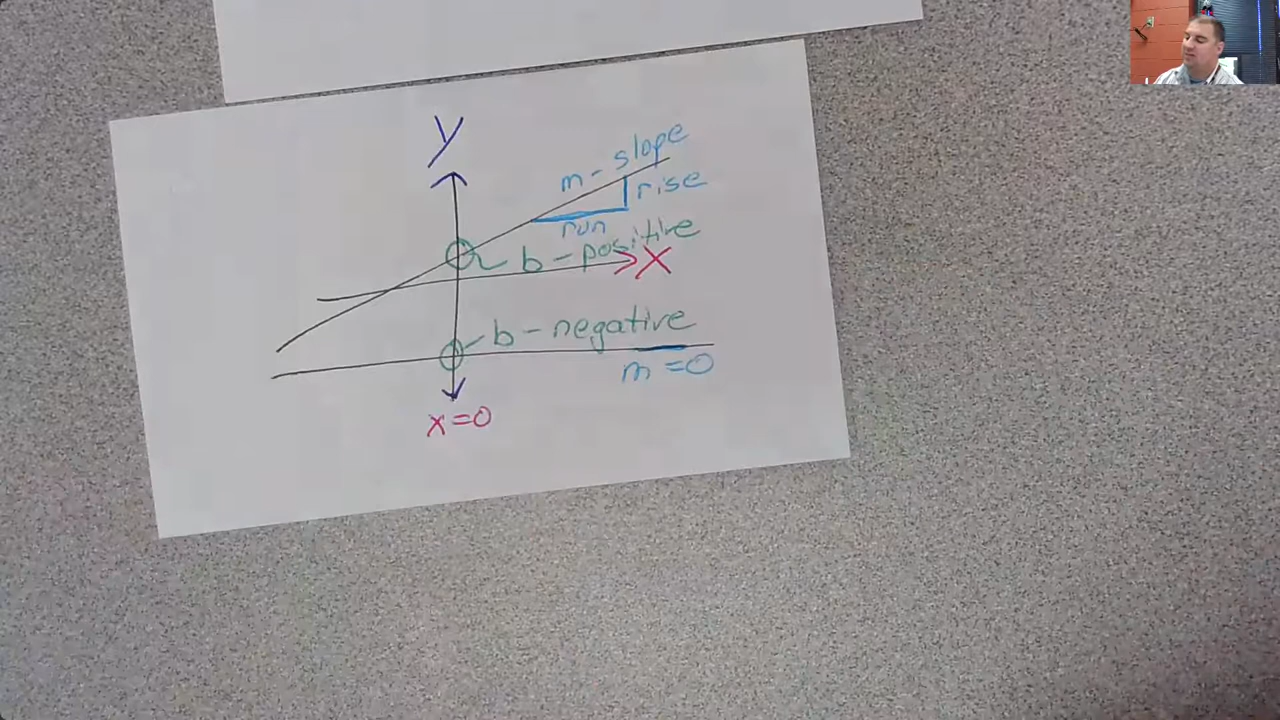 y
m - slope
rise
run
b - positive
X
b - negative
m = 0
x = 0